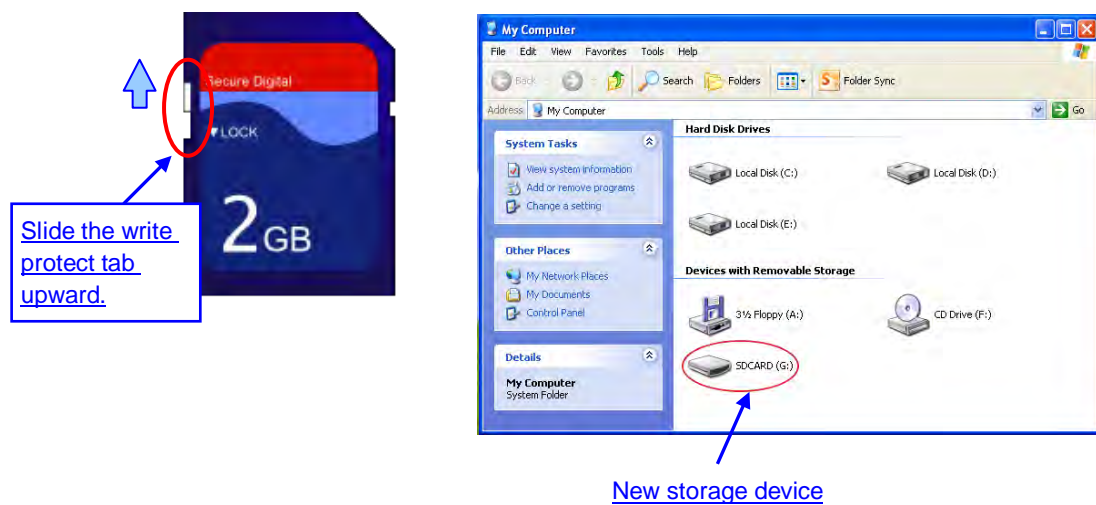 Secure Digital
▼LOCK
2GB
Slide the write
protect tab
upward.
My Computer
File Edit View Favorites Tools Help
Back Search Folders Folder Sync
Address My Computer Go
System Tasks
View system information
Add or remove programs
Change a setting
Other Places
My Network Places
My Documents
Control Panel
Details
My Computer
System Folder
Hard Disk Drives
Local Disk (C:) Local Disk (D:)
Local Disk (E:)
Devices with Removable Storage
3½ Floppy (A:) CD Drive (F:)
SDCARD (G:)
New storage device